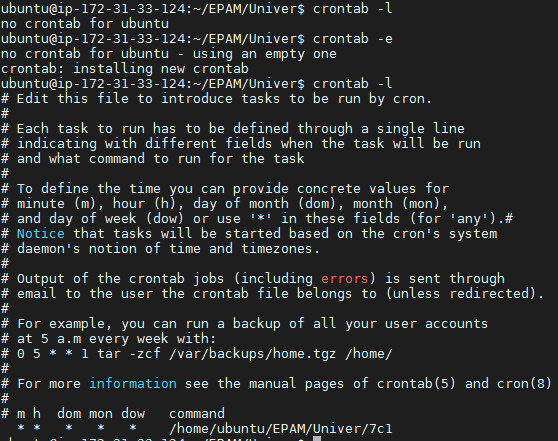 ubuntu@ip-172-31-33-124:~/EPAM/Univer$ crontab -l
no crontab for ubuntu
ubuntu@ip-172-31-33-124:~/EPAM/Univer$ crontab -e
no crontab for ubuntu - using an empty one
crontab: installing new crontab
ubuntu@ip-172-31-33-124:~/EPAM/Univer$ crontab -l
# Edit this file to introduce tasks to be run by cron.
#
# Each task to run has to be defined through a single line
# indicating with different fields when the task will be run
# and what command to run for the task
#
# To define the time you can provide concrete values for
# minute (m), hour (h), day of month (dom), month (mon),
# and day of week (dow) or use '*' in these fields (for 'any').#
# Notice that tasks will be started based on the cron's system
# daemon's notion of time and timezones.
#
# Output of the crontab jobs (including errors) is sent through
# email to the user the crontab file belongs to (unless redirected).
#
# For example, you can run a backup of all your user accounts
# at 5 a.m every week with:
# 0 5 * * 1 tar -zcf /var/backups/home.tgz /home/
#
# For more information see the manual pages of crontab(5) and cron(8)
#
# m h  dom mon dow   command
  * *   *   *   *    /home/ubuntu/EPAM/Univer/7c1
ubuntu@ip-172-31-33-124:~/EPAM/Univer$